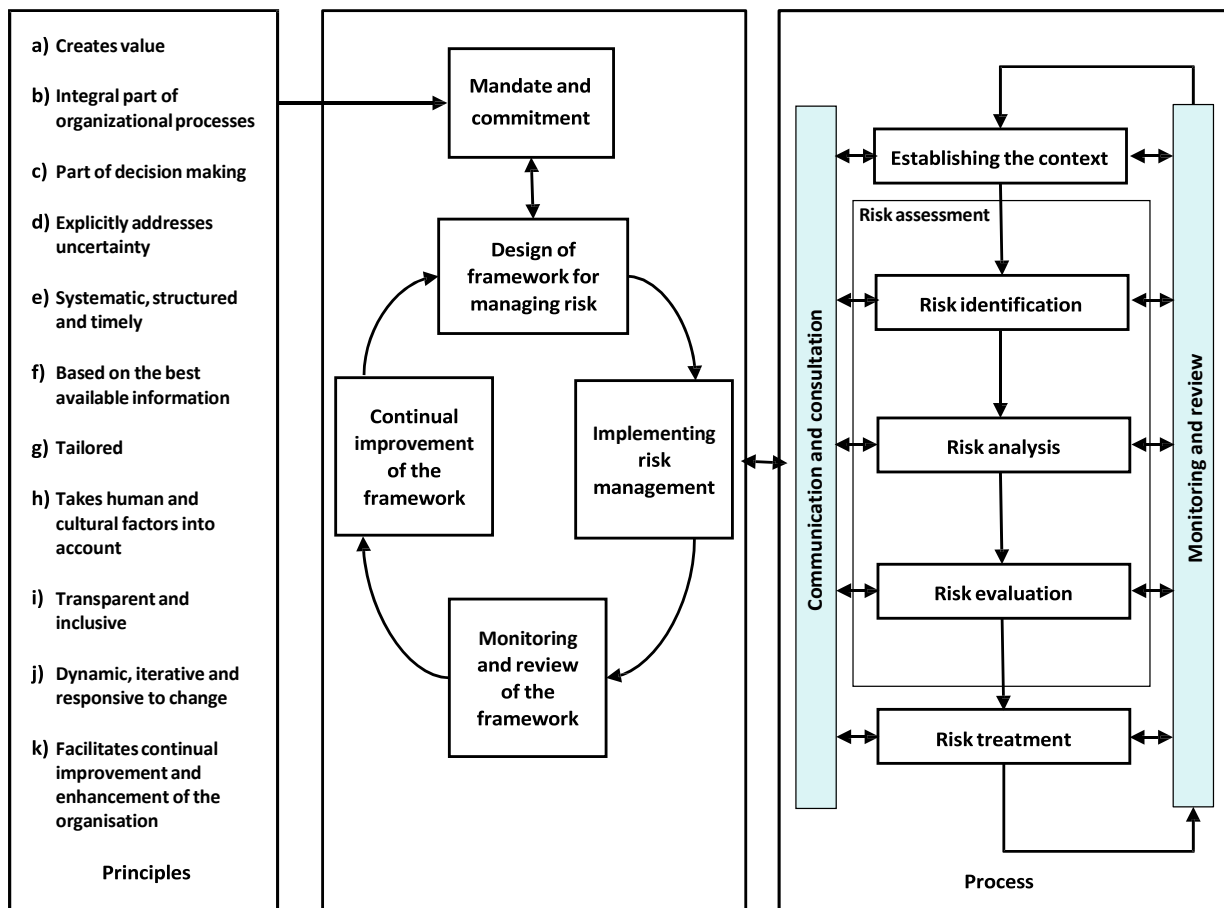 a) Creates value
b) Integral part of
organizational processes
c) Part of decision making
d) Explicitly addresses
uncertainty
e) Systematic, structured
and timely
f) Based on the best
available information
g) Tailored
h) Takes human and
cultural factors into
account
i) Transparent and
inclusive
j) Dynamic, iterative and
responsive to change
k) Facilitates continual
improvement and
enhancement of the
organisation
Principles
Mandate and
commitment
Design of
framework for
managing risk
Implementing
risk
management
Monitoring
and review
of the
framework
Continual
improvement
of the
framework
Communication and consultation
Establishing the context
Risk assessment
Risk identification
Risk analysis
Risk evaluation
Risk treatment
Monitoring and review
Process